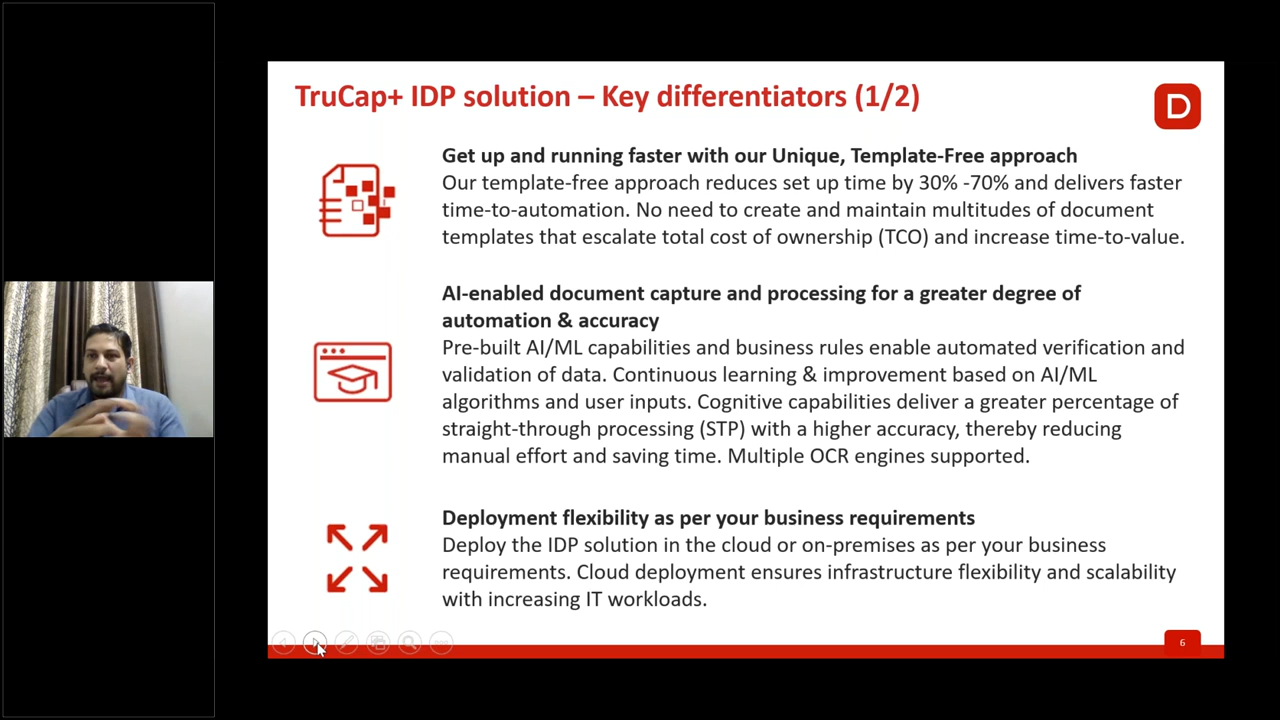 TruCap+ IDP solution – Key differentiators (1/2)
D
Get up and running faster with our Unique, Template-Free approach
Our template-free approach reduces set up time by 30% -70% and delivers faster
time-to-automation. No need to create and maintain multitudes of document
templates that escalate total cost of ownership (TCO) and increase time-to-value.
AI-enabled document capture and processing for a greater degree of
automation & accuracy
Pre-built AI/ML capabilities and business rules enable automated verification and
validation of data. Continuous learning & improvement based on AI/ML
algorithms and user inputs. Cognitive capabilities deliver a greater percentage of
straight-through processing (STP) with a higher accuracy, thereby reducing
manual effort and saving time. Multiple OCR engines supported.
Deployment flexibility as per your business requirements
Deploy the IDP solution in the cloud or on-premises as per your business
requirements. Cloud deployment ensures infrastructure flexibility and scalability
with increasing IT workloads.
6